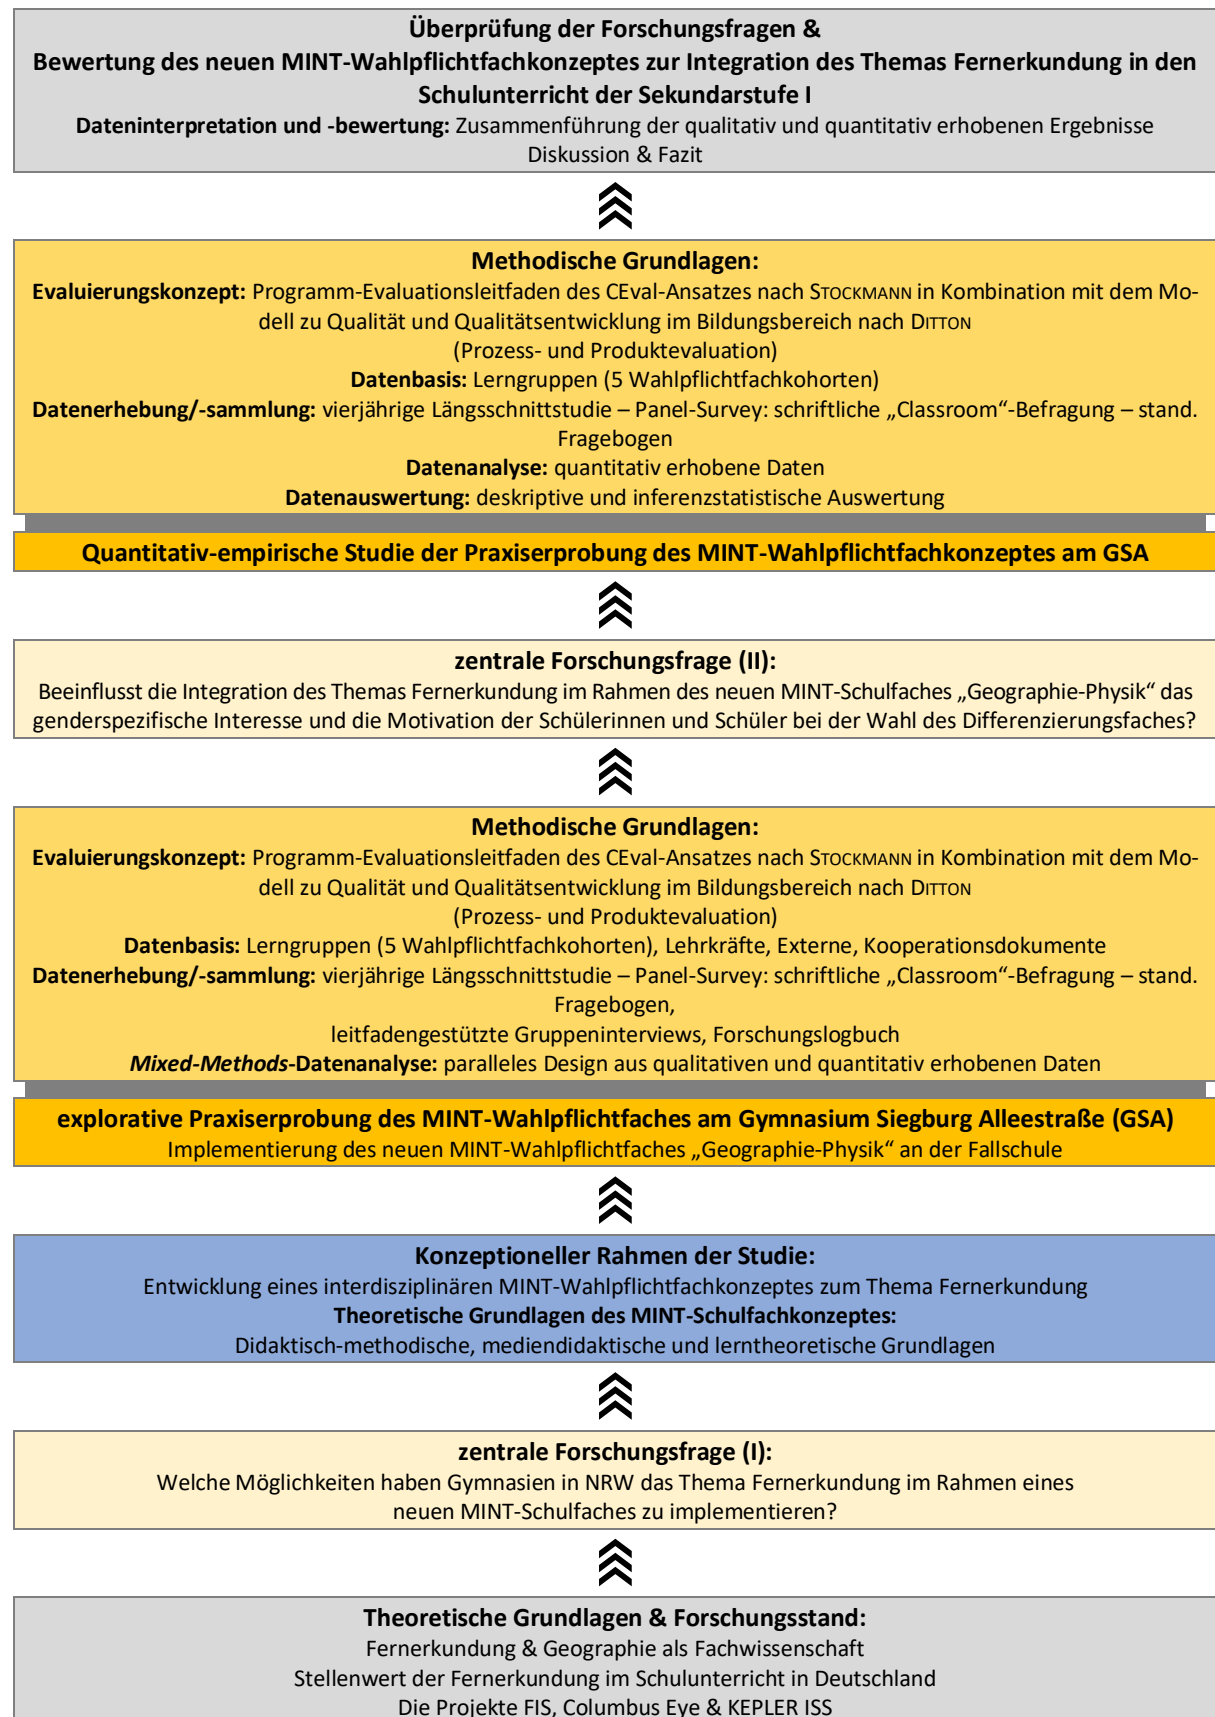 Überprüfung der Forschungsfragen &
Bewertung des neuen MINT-Wahlpflichtfachkonzeptes zur Integration des Themas Fernerkundung in den
Schulunterricht der Sekundarstufe I
Dateninterpretation und -bewertung: Zusammenführung der qualitativ und quantitativ erhobenen Ergebnisse
Diskussion & Fazit
Methodische Grundlagen:
Evaluierungskonzept: Programm-Evaluationsleitfaden des CEval-Ansatzes nach STOCKMANN in Kombination mit dem Mo-
dell zu Qualität und Qualitätsentwicklung im Bildungsbereich nach DITTON
(Prozess- und Produktevaluation)
Datenbasis: Lerngruppen (5 Wahlpflichtfachkohorten)
Datenerhebung/-sammlung: vierjährige Längsschnittstudie – Panel-Survey: schriftliche „Classroom“-Befragung – stand.
Fragebogen
Datenanalyse: quantitativ erhobene Daten
Datenauswertung: deskriptive und inferenzstatistische Auswertung
Quantitativ-empirische Studie der Praxiserprobung des MINT-Wahlpflichtfachkonzeptes am GSA
zentrale Forschungsfrage (II):
Beeinflusst die Integration des Themas Fernerkundung im Rahmen des neuen MINT-Schulfaches „Geographie-Physik“ das
genderspezifische Interesse und die Motivation der Schülerinnen und Schüler bei der Wahl des Differenzierungsfaches?
Methodische Grundlagen:
Evaluierungskonzept: Programm-Evaluationsleitfaden des CEval-Ansatzes nach STOCKMANN in Kombination mit dem Mo-
dell zu Qualität und Qualitätsentwicklung im Bildungsbereich nach DITTON
(Prozess- und Produktevaluation)
Datenbasis: Lerngruppen (5 Wahlpflichtfachkohorten), Lehrkräfte, Externe, Kooperationsdokumente
Datenerhebung/-sammlung: vierjährige Längsschnittstudie – Panel-Survey: schriftliche „Classroom“-Befragung – stand.
Fragebogen,
leitfadengestützte Gruppeninterviews, Forschungslogbuch
Mixed-Methods-Datenanalyse: paralleles Design aus qualitativen und quantitativ erhobenen Daten
explorative Praxiserprobung des MINT-Wahlpflichtfaches am Gymnasium Siegburg Alleestraße (GSA)
Implementierung des neuen MINT-Wahlpflichtfaches „Geographie-Physik“ an der Fallschule
Konzeptioneller Rahmen der Studie:
Entwicklung eines interdisziplinären MINT-Wahlpflichtfachkonzeptes zum Thema Fernerkundung
Theoretische Grundlagen des MINT-Schulfachkonzeptes:
Didaktisch-methodische, mediendidaktische und lerntheoretische Grundlagen
zentrale Forschungsfrage (I):
Welche Möglichkeiten haben Gymnasien in NRW das Thema Fernerkundung im Rahmen eines
neuen MINT-Schulfaches zu implementieren?
Theoretische Grundlagen & Forschungsstand:
Fernerkundung & Geographie als Fachwissenschaft
Stellenwert der Fernerkundung im Schulunterricht in Deutschland
Die Projekte FIS, Columbus Eye & KEPLER ISS